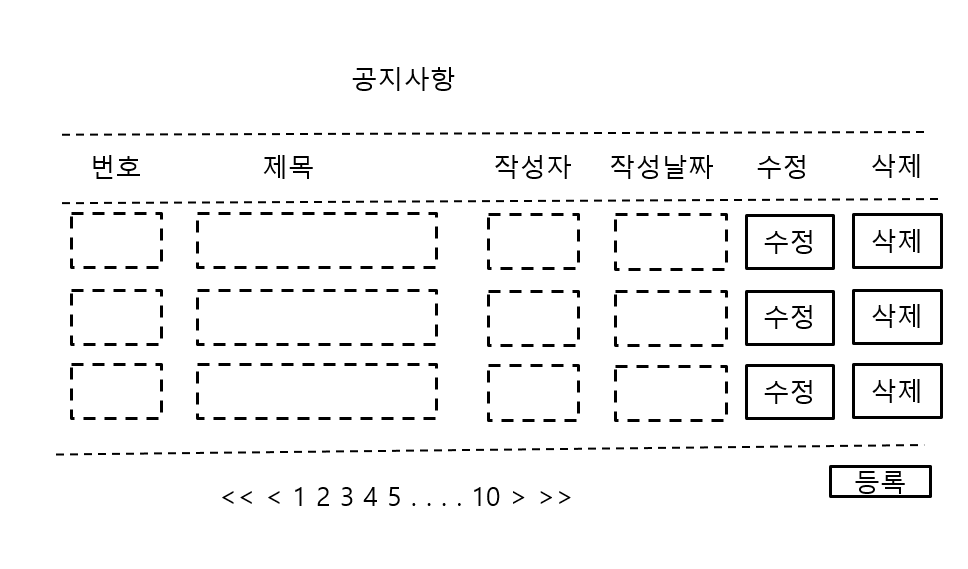 공지사항
번호 제목 작성자 작성날짜 수정 삭제
수정 삭제
수정 삭제
수정 삭제
등록
<< < 1 2 3 4 5 . . . . 10 > >>